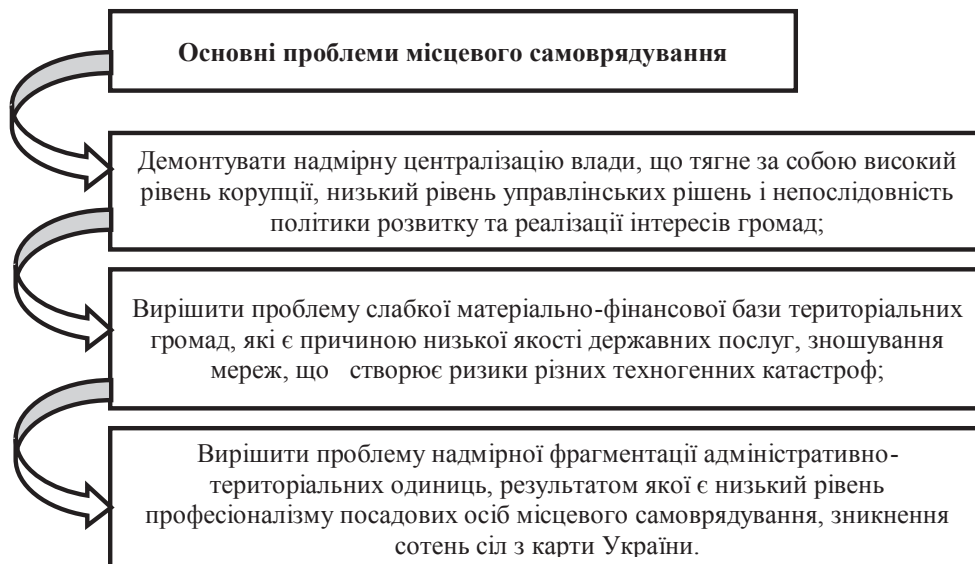 Основні проблеми місцевого самоврядування
Демонтувати надмірну централізацію влади, що тягне за собою високий
рівень корупції, низький рівень управлінських рішень і непослідовність
політики розвитку та реалізації інтересів громад;
Вирішити проблему слабкої матеріально-фінансової бази територіальних
громад, які є причиною низької якості державних послуг, зношування
мереж, що створює ризики різних техногенних катастроф;
Вирішити проблему надмірної фрагментації адміністративно-
територіальних одиниць, результатом якої є низький рівень
професіоналізму посадових осіб місцевого самоврядування, зникнення
сотень сіл з карти України.